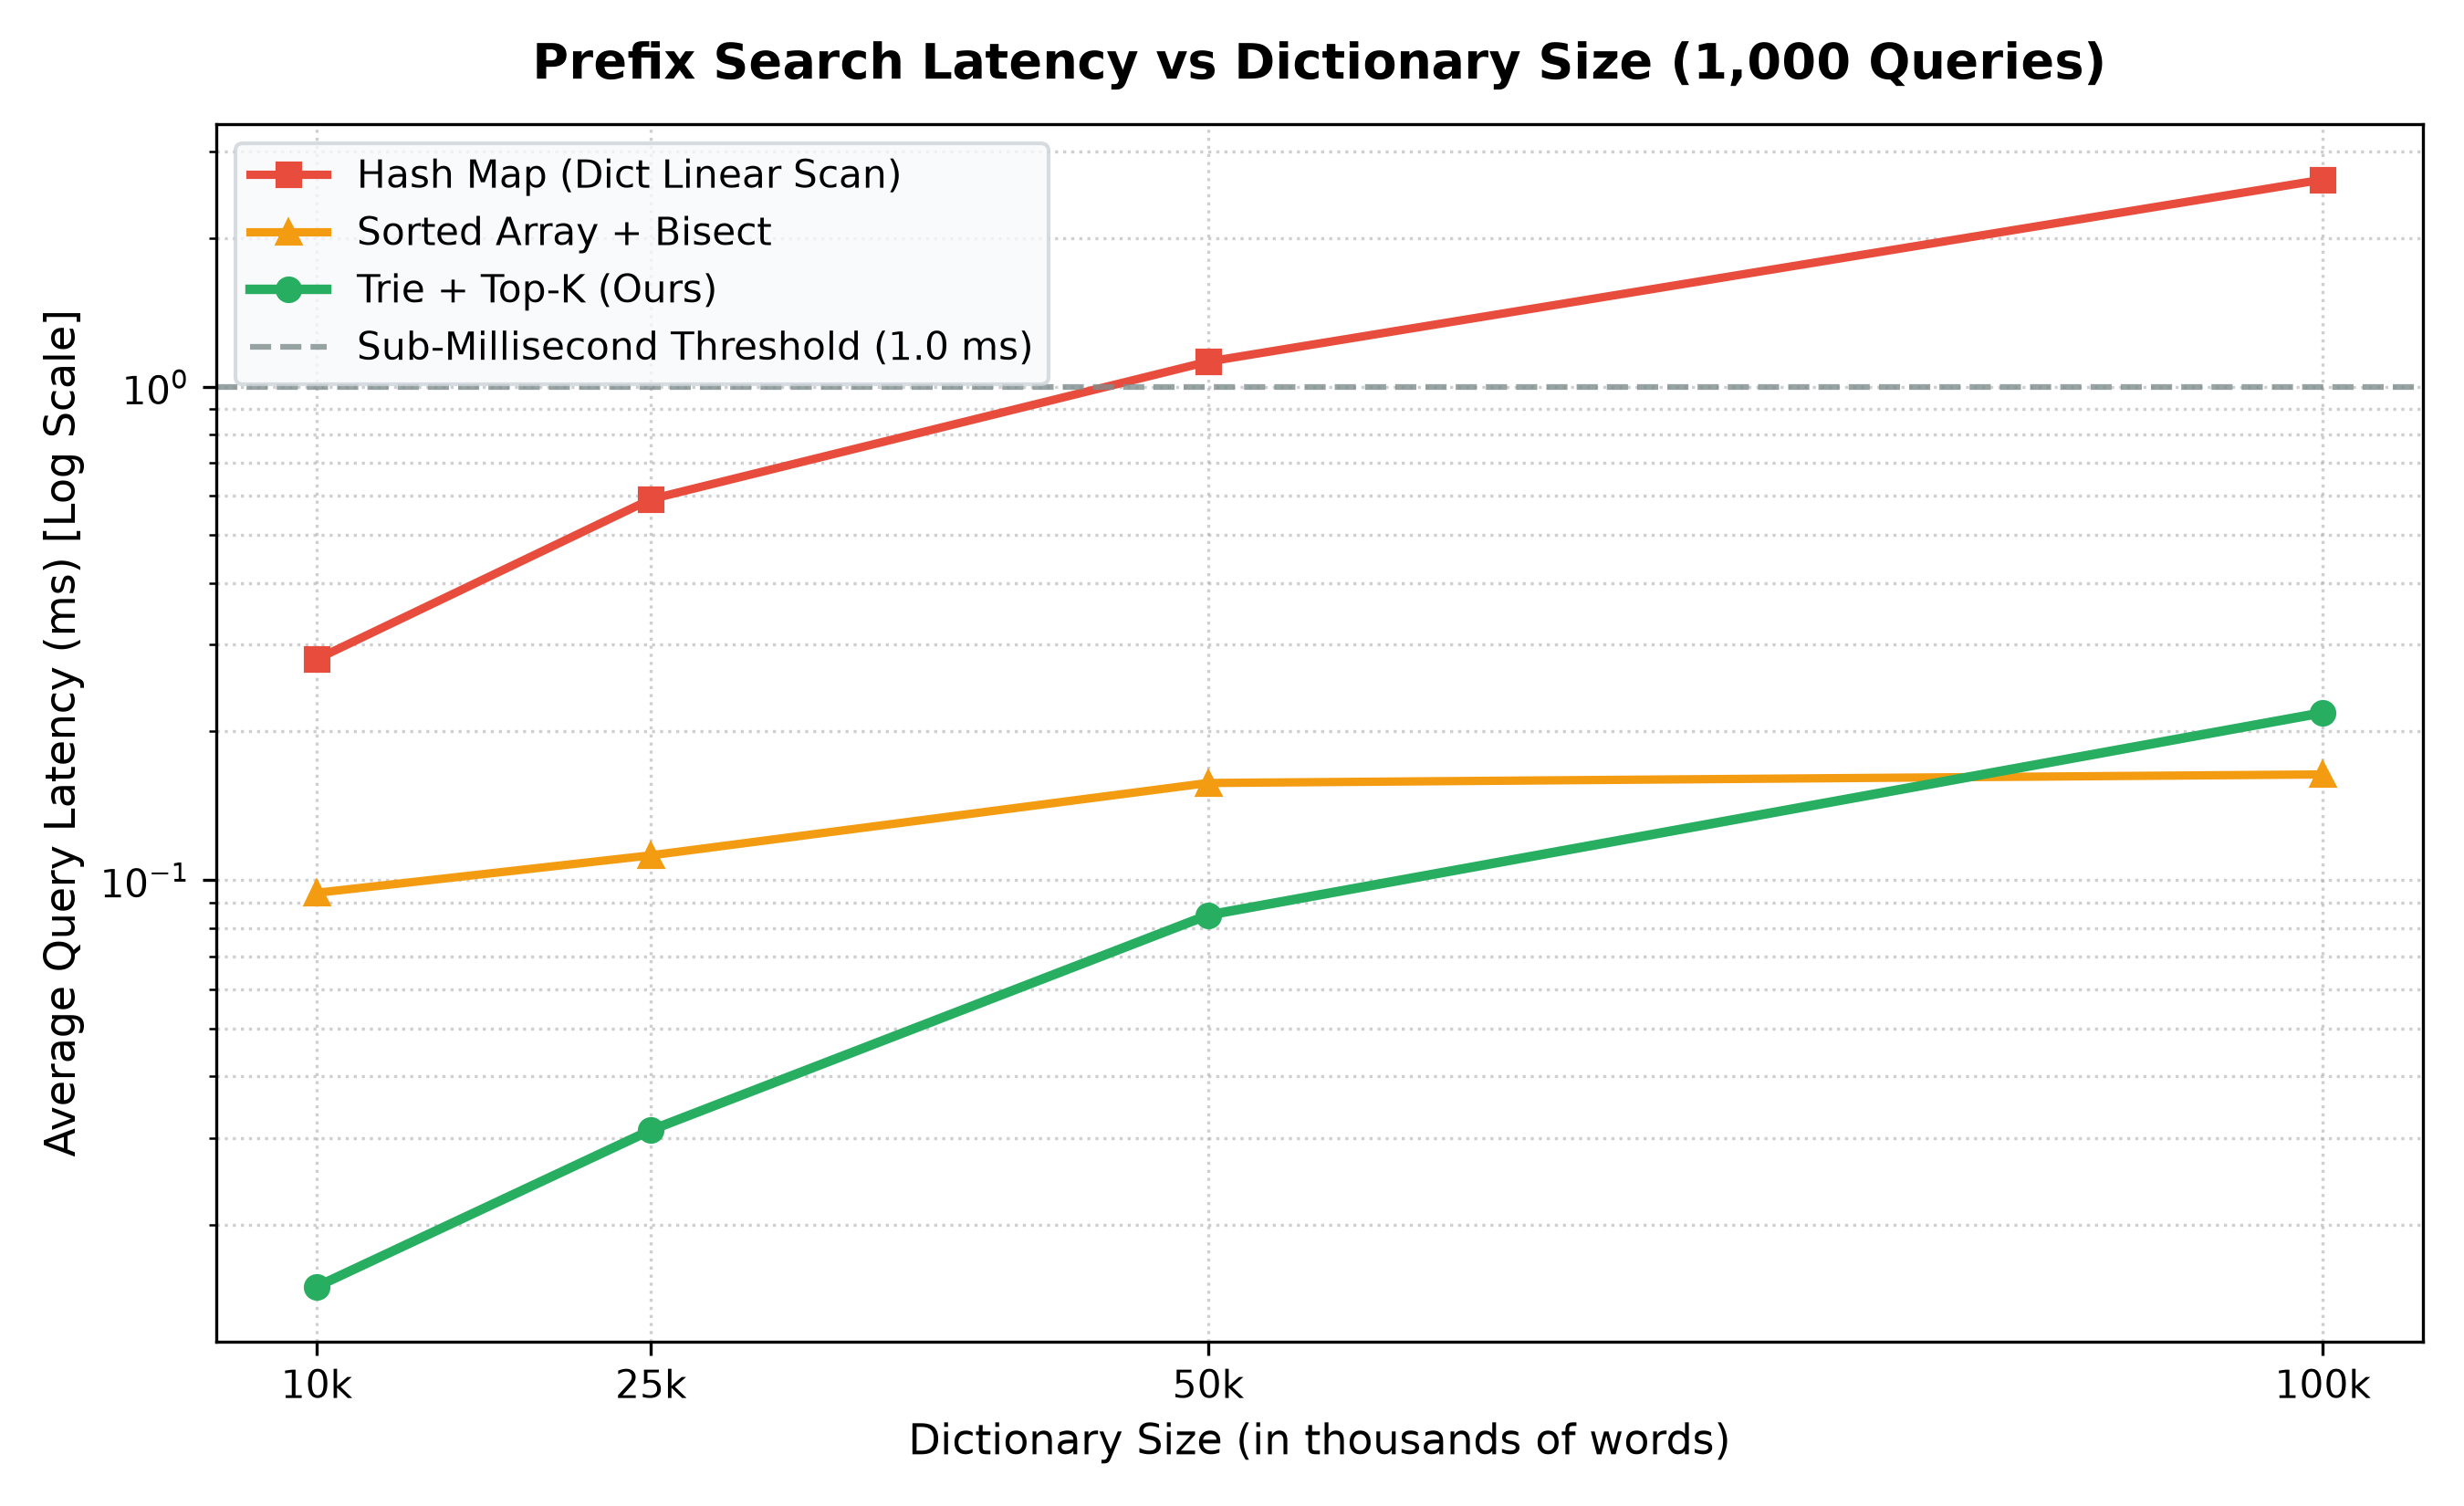 Prefix Search Latency vs Dictionary Size (1,000 Queries)
Hash Map (Dict Linear Scan)
Sorted Array + Bisect
Trie + Top-K (Ours)
Sub-Millisecond Threshold (1.0 ms)
Average Query Latency (ms) [Log Scale]
10⁰
10⁻¹
10k 25k 50k 100k
Dictionary Size (in thousands of words)